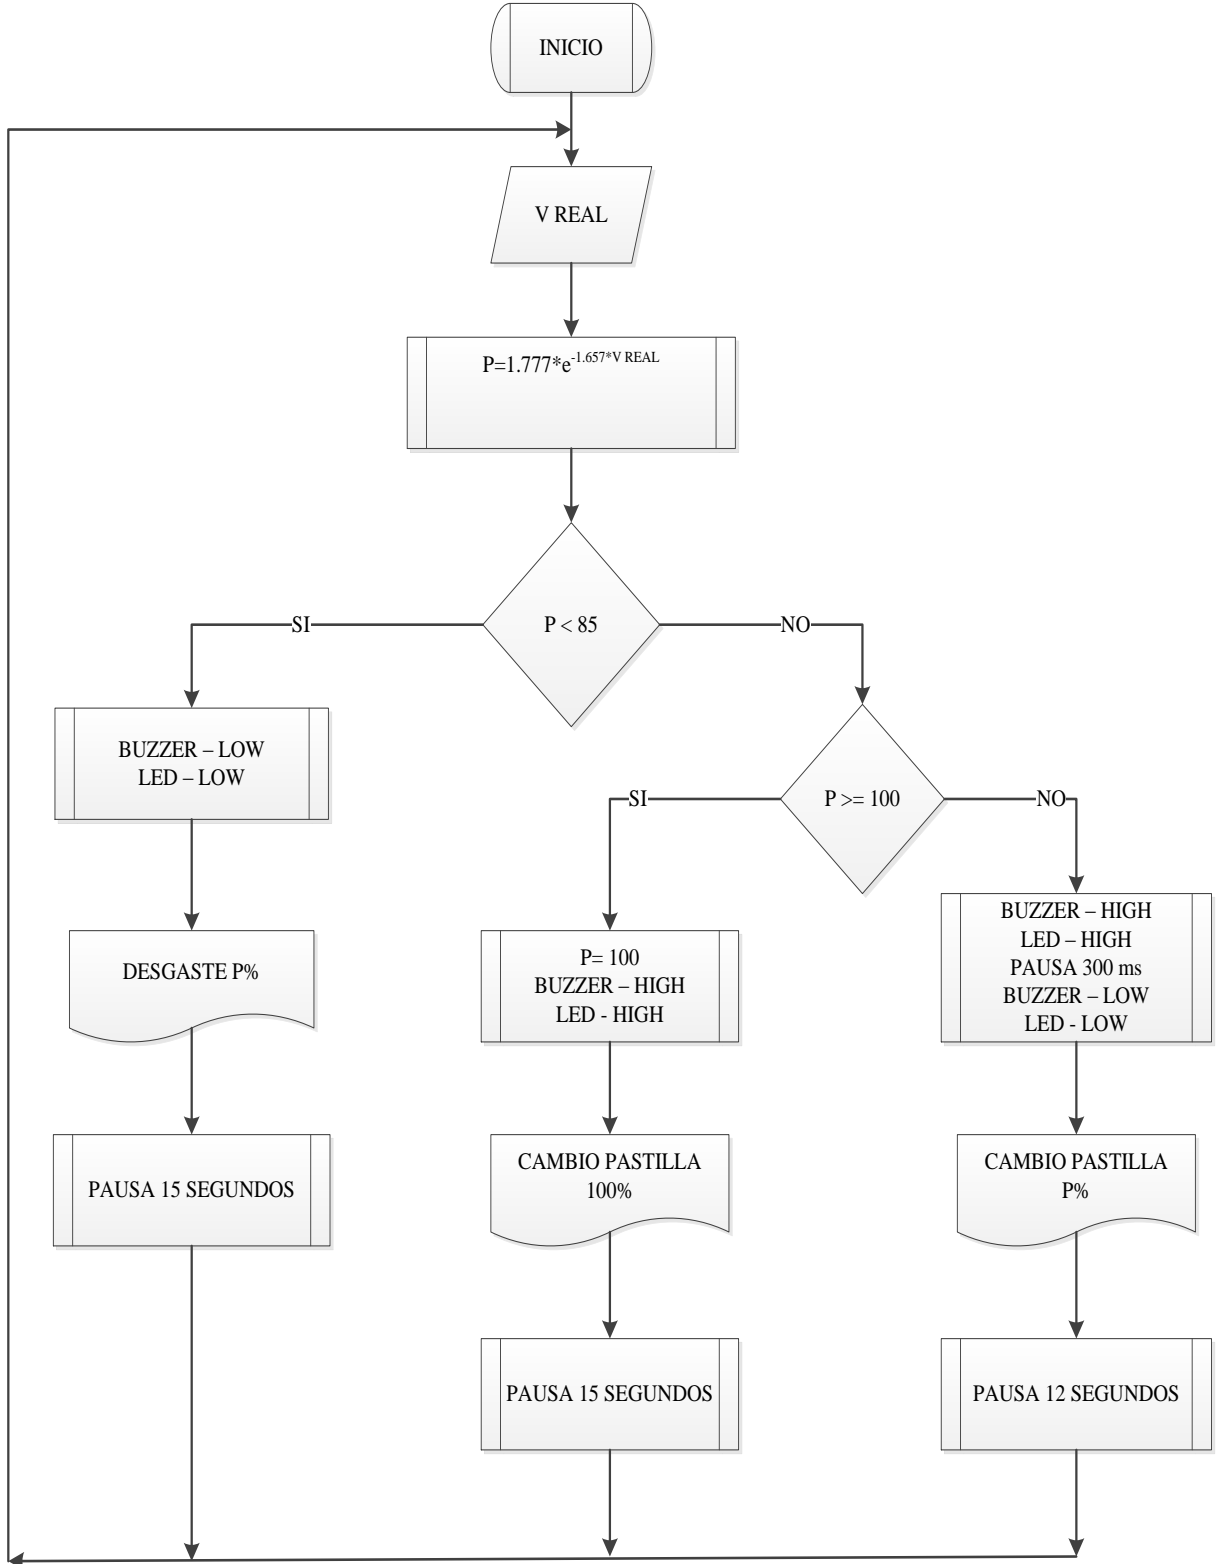 INICIO
V REAL
P=1.777*e-1.657*V REAL
P < 85
SI
NO
BUZZER – LOW
LED – LOW
P >= 100
SI
NO
DESGASTE P%
P= 100
BUZZER – HIGH
LED - HIGH
BUZZER – HIGH
LED – HIGH
PAUSA 300 ms
BUZZER – LOW
LED - LOW
PAUSA 15 SEGUNDOS
CAMBIO PASTILLA
100%
CAMBIO PASTILLA
P%
PAUSA 15 SEGUNDOS
PAUSA 12 SEGUNDOS